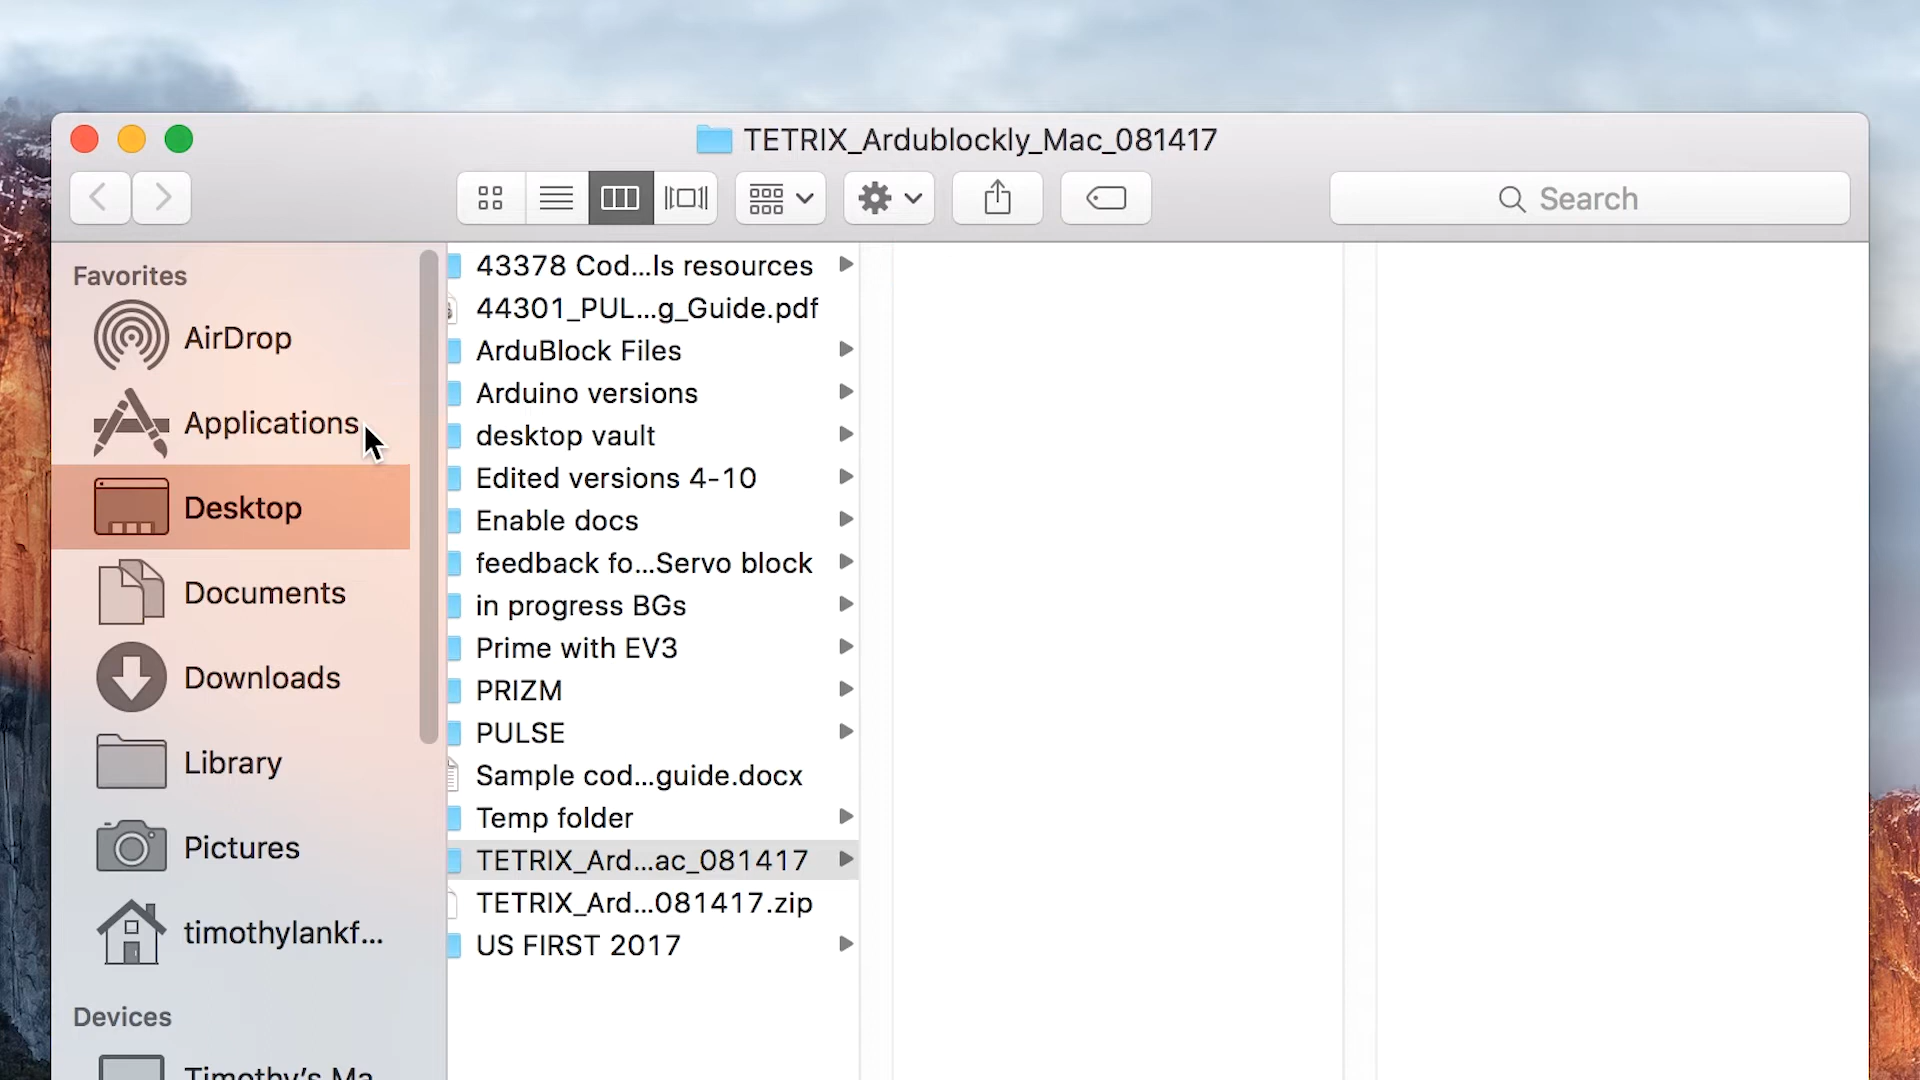 TETRIX_Ardublockly_Mac_081417
Search
Favorites
AirDrop
Applications
Desktop
Documents
Downloads
Library
Pictures
timothylankf...
Devices
Timothy's Ma
43378 Cod...ls resources
44301_PUL...g_Guide.pdf
ArduBlock Files
Arduino versions
desktop vault
Edited versions 4-10
Enable docs
feedback fo...Servo block
in progress BGs
Prime with EV3
PRIZM
PULSE
Sample cod...guide.docx
Temp folder
TETRIX_Ard...ac_081417
TETRIX_Ard...081417.zip
US FIRST 2017